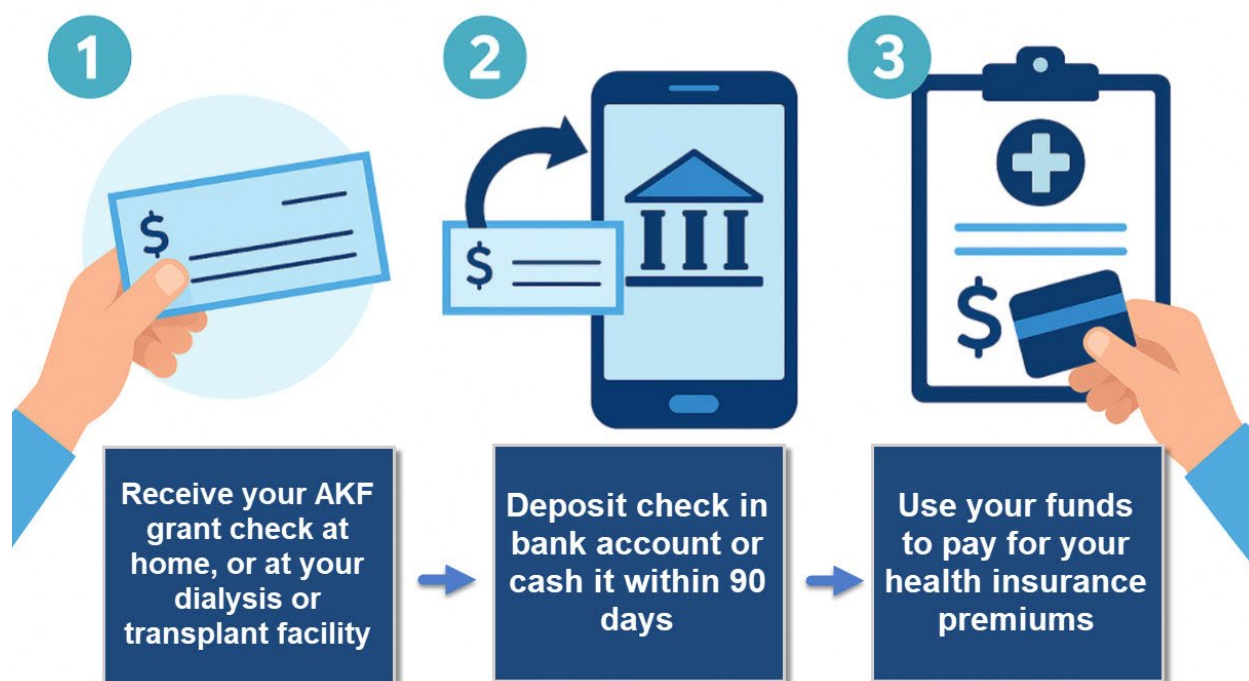 1
2
3
$
$
$
Receive your AKF
grant check at
home, or at your
dialysis or
transplant facility
Deposit check in
bank account or
cash it within 90
days
Use your funds
to pay for your
health insurance
premiums